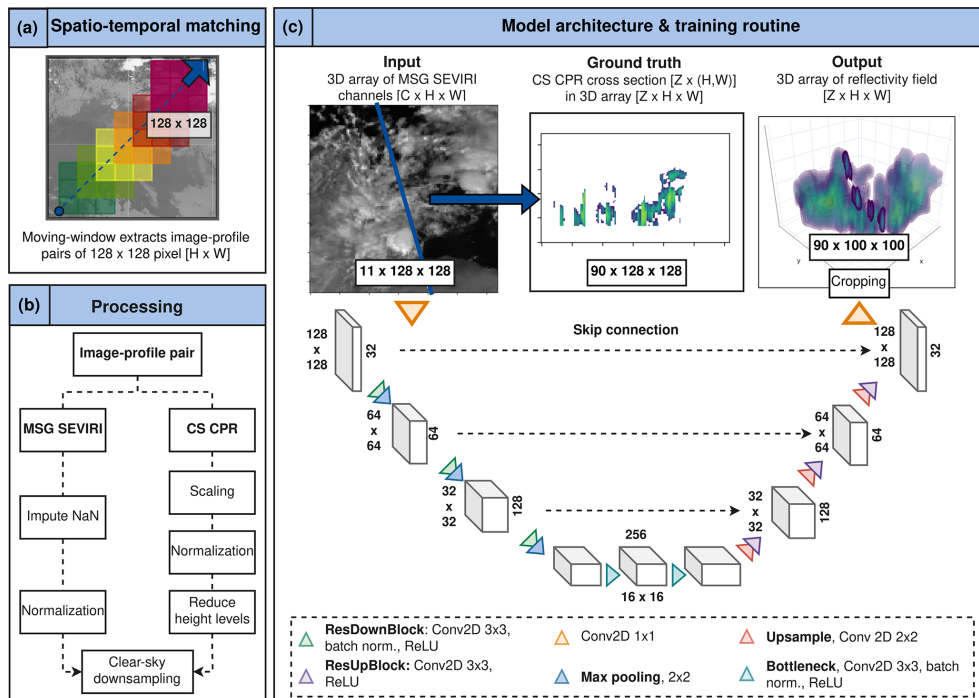 (a) Spatio-temporal matching
128 x 128
Moving-window extracts image-profile
pairs of 128 x 128 pixel [H x W]
(b) Processing
Image-profile pair
MSG SEVIRI
CS CPR
Impute NaN
Scaling
Normalization
Normalization
Reduce
height levels
Clear-sky
downsampling
(c) Model architecture & training routine
Input
3D array of MSG SEVIRI
channels [C x H x W]
11 x 128 x 128
Ground truth
CS CPR cross section [Z x (H,W)]
in 3D array [Z x H x W]
90 x 128 x 128
Output
3D array of reflectivity field
[Z x H x W]
90 x 100 x 100
y
x
Cropping
Skip connection
128
x
128
32
64
x
64
64
32
x
32
128
256
16 x 16
32
x
32
128
64
x
64
64
128
x
128
32
ResDownBlock: Conv2D 3x3,
batch norm., ReLU
ResUpBlock: Conv2D 3x3,
ReLU
Conv2D 1x1
Max pooling, 2x2
Upsample, Conv 2D 2x2
Bottleneck, Conv2D 3x3, batch
norm., ReLU